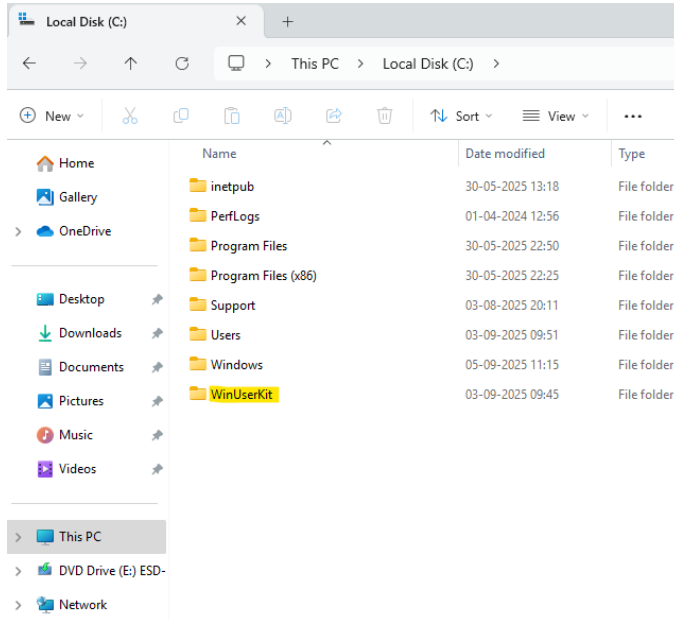 Local Disk (C:)
This PC > Local Disk (C:) >
New Sort View ...
Name Date modified Type
Home
Gallery
OneDrive
Desktop
Downloads
Documents
Pictures
Music
Videos
This PC
DVD Drive (E:) ESD-
Network
inetpub 30-05-2025 13:18 File folder
PerfLogs 01-04-2024 12:56 File folder
Program Files 30-05-2025 22:50 File folder
Program Files (x86) 30-05-2025 22:25 File folder
Support 03-08-2025 20:11 File folder
Users 03-09-2025 09:51 File folder
Windows 05-09-2025 11:15 File folder
WinUserKit 03-09-2025 09:45 File folder